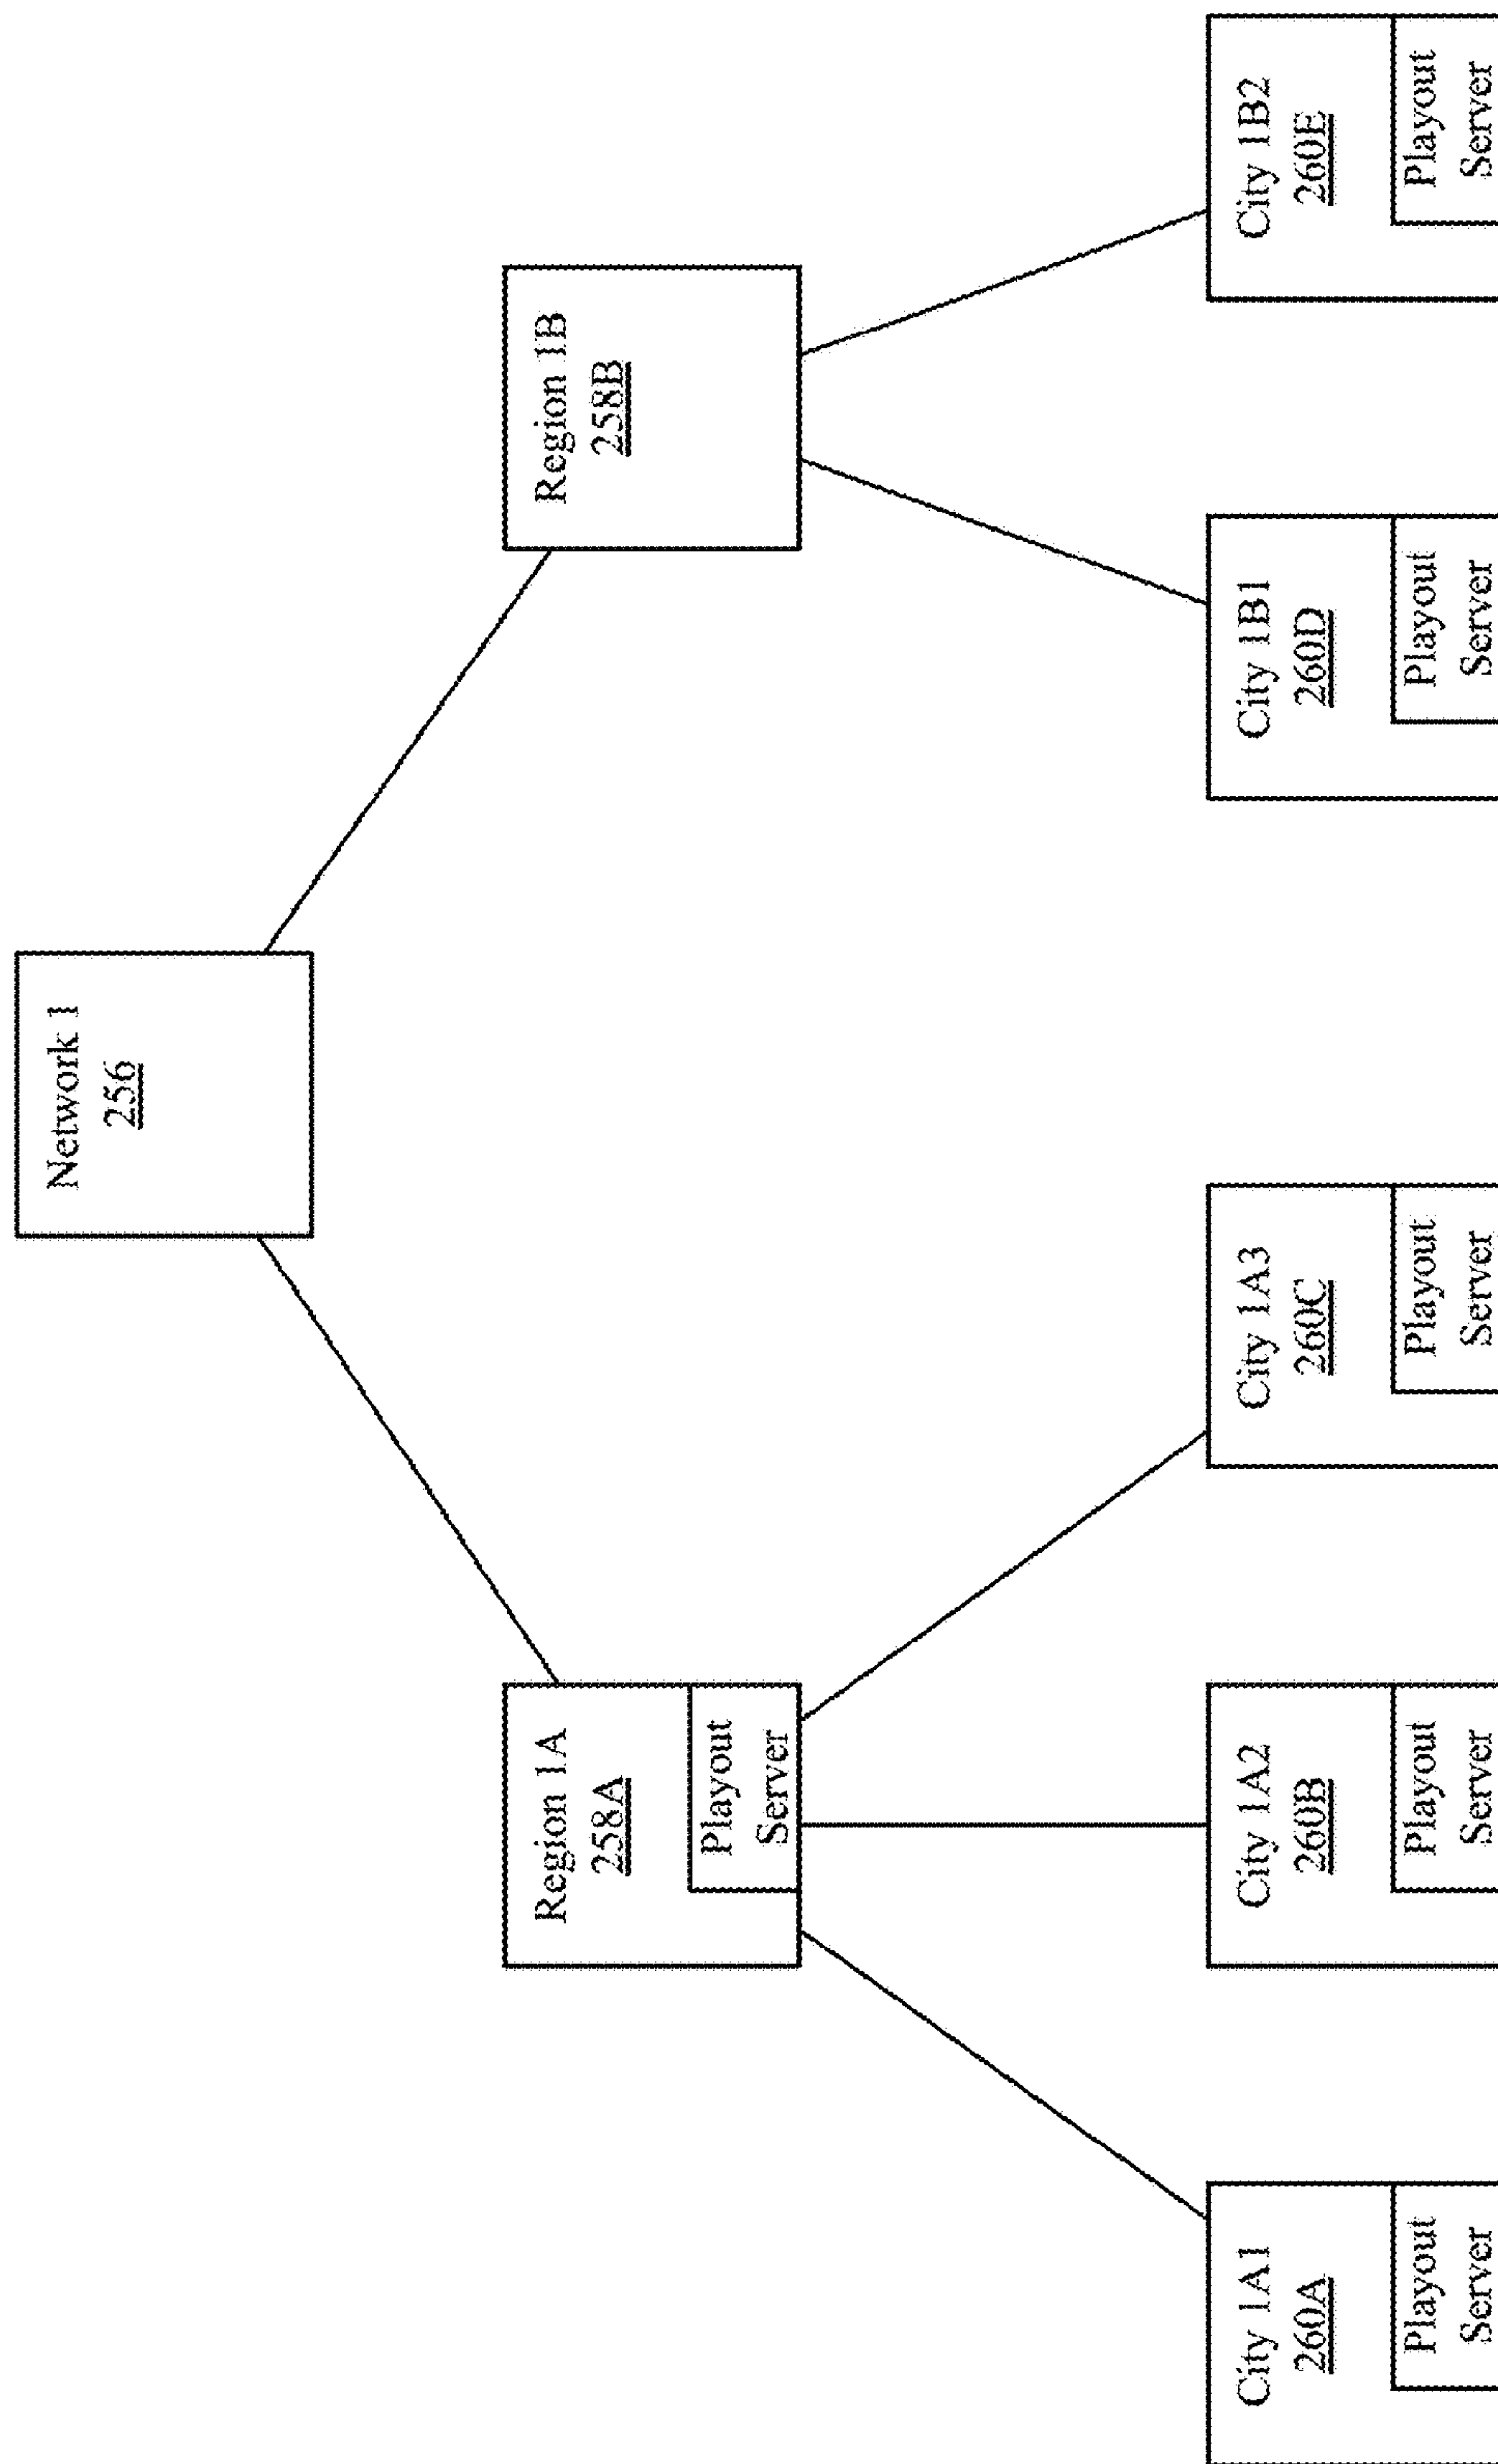 Network 1
256
Region 1A
258A
Playout
Server
Region 1B
258B
City 1A1
260A
Playout
Server
City 1A2
260B
Playout
Server
City 1A3
260C
Playout
Server
City 1B1
260D
Playout
Server
City 1B2
260E
Playout
Server